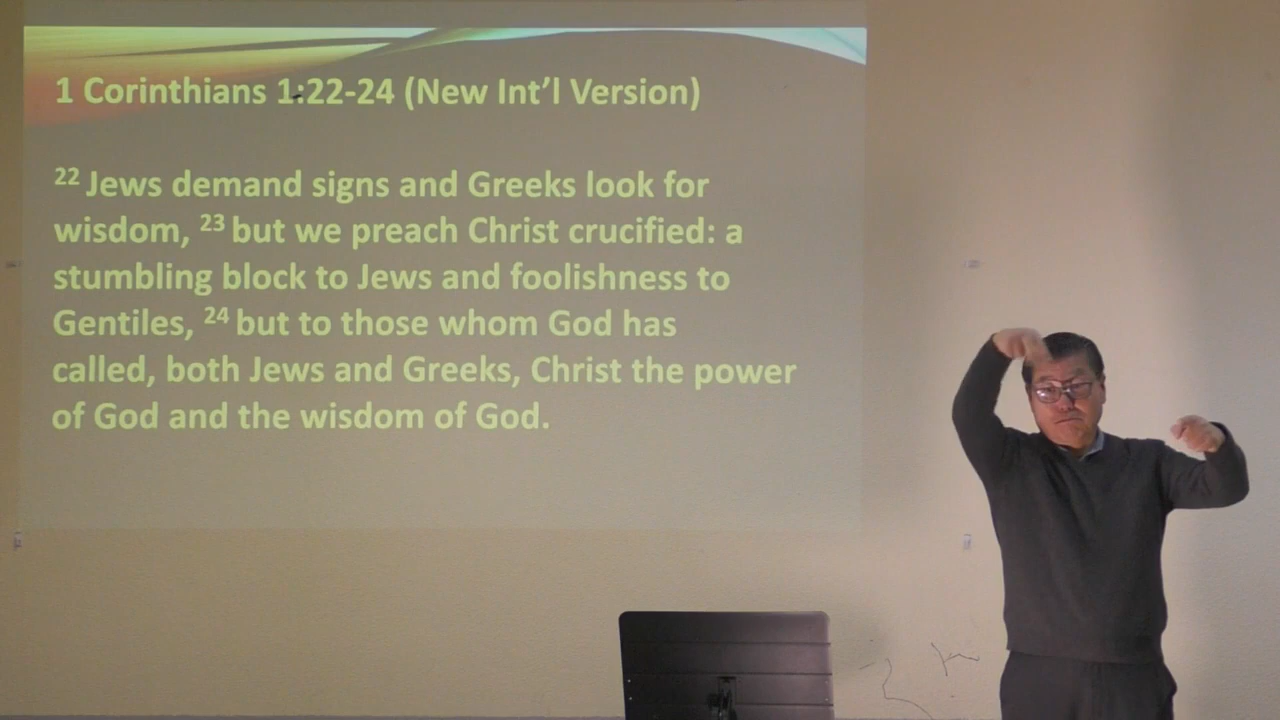 1 Corinthians 1:22-24 (New Int’l Version)
22 Jews demand signs and Greeks look for
wisdom, 23 but we preach Christ crucified: a
stumbling block to Jews and foolishness to
Gentiles, 24 but to those whom God has
called, both Jews and Greeks, Christ the power
of God and the wisdom of God.